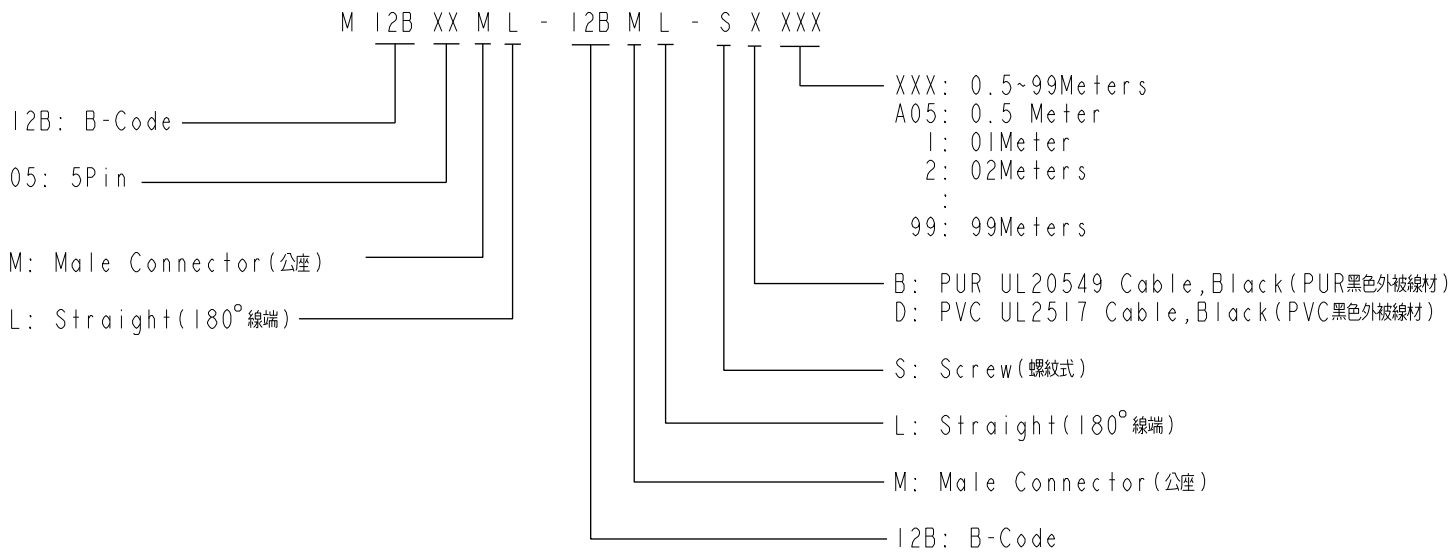 M 12B XX M L - 12B M L - S X XXX
12B: B-Code
05: 5Pin
M: Male Connector(公座)
L: Straight(180°線端)
XXX: 0.5~99Meters
A05: 0.5 Meter
1: 01Meter
2: 02Meters
:
99: 99Meters
B: PUR UL20549 Cable,Black(PUR黑色外被線材)
D: PVC UL2517 Cable,Black(PVC黑色外被線材)
S: Screw(螺紋式)
L: Straight(180°線端)
M: Male Connector(公座)
12B: B-Code